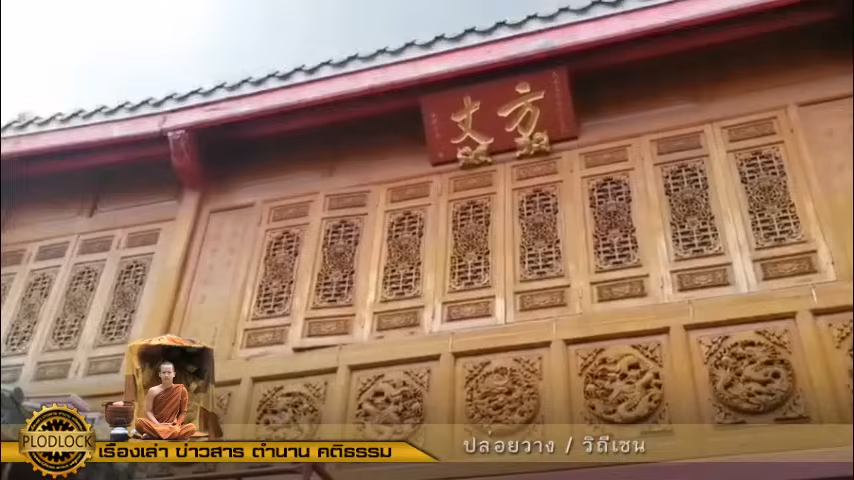 丈方
PLODLOCK
เรื่องเล่า ข่าวสาร ตำนาน คติธรรม
ปล่อยวาง / วิถีเซน